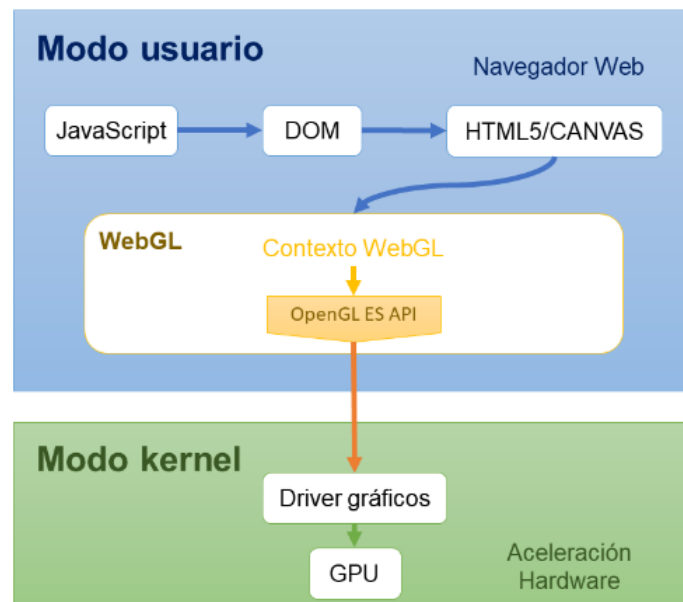 Modo usuario
Navegador Web
JavaScript
DOM
HTML5/CANVAS
WebGL
Contexto WebGL
OpenGL ES API
Modo kernel
Driver gráficos
GPU
Aceleración
Hardware